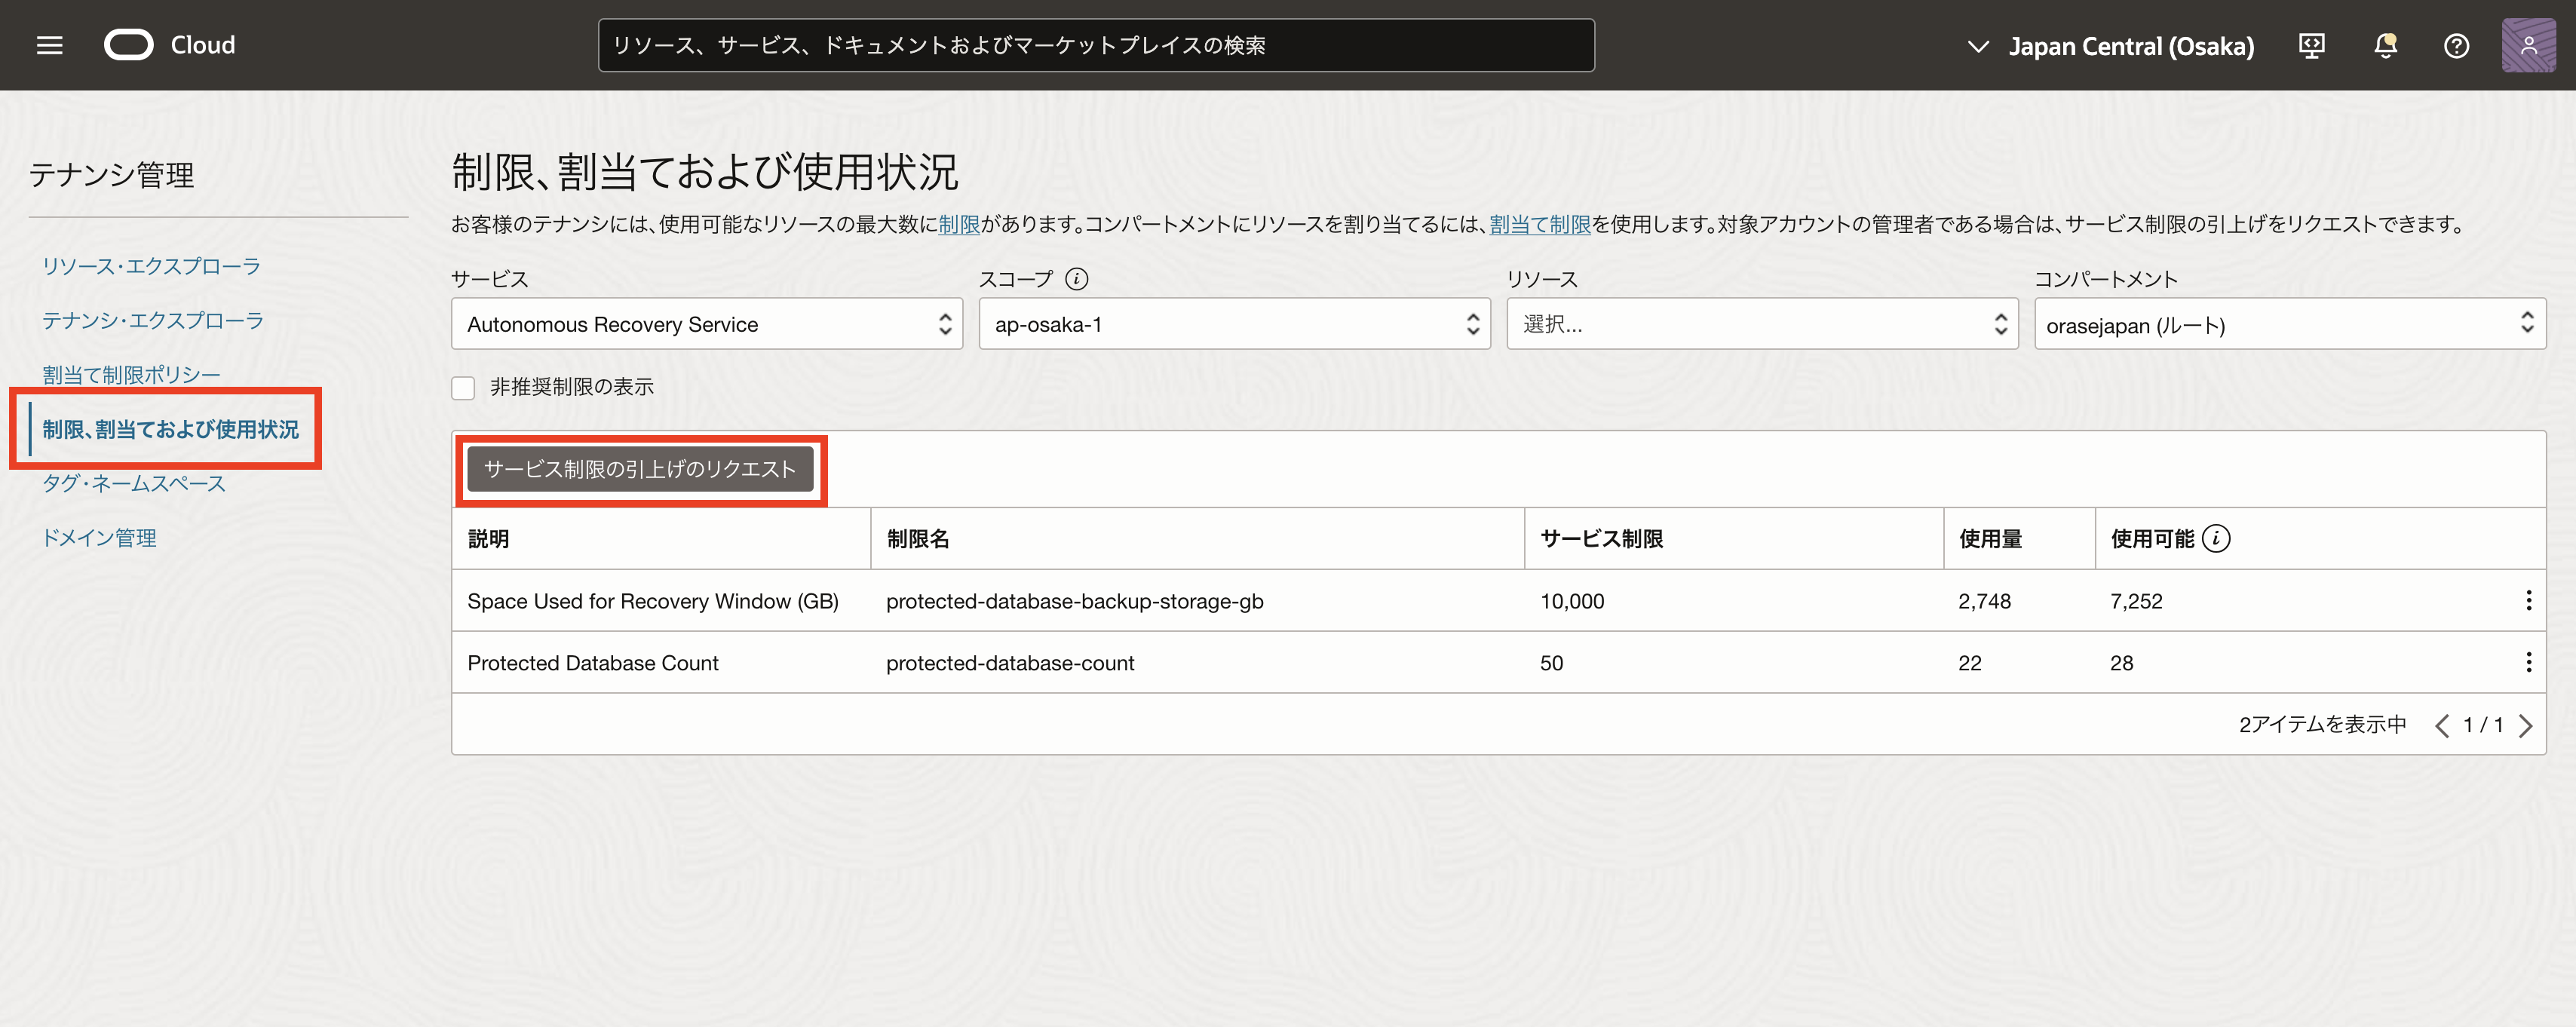 Cloud
リソース、サービス、ドキュメントおよびマーケットプレイスの検索
Japan Central (Osaka)
テナンシ管理
リソース・エクスプローラ
テナンシ・エクスプローラ
割当て制限ポリシー
制限、割当ておよび使用状況
タグ・ネームスペース
ドメイン管理
制限、割当ておよび使用状況
お客様のテナンシには、使用可能なリソースの最大数に制限があります。コンパートメントにリソースを割り当てるには、割当て制限を使用します。対象アカウントの管理者である場合は、サービス制限の引上げをリクエストできます。
サービス スコープ リソース コンパートメント
Autonomous Recovery Service ap-osaka-1 選択... orasejapan (ルート)
非推奨制限の表示
サービス制限の引上げのリクエスト
説明 制限名 サービス制限 使用量 使用可能
Space Used for Recovery Window (GB) protected-database-backup-storage-gb 10,000 2,748 7,252
Protected Database Count protected-database-count 50 22 28
2アイテムを表示中 1 / 1